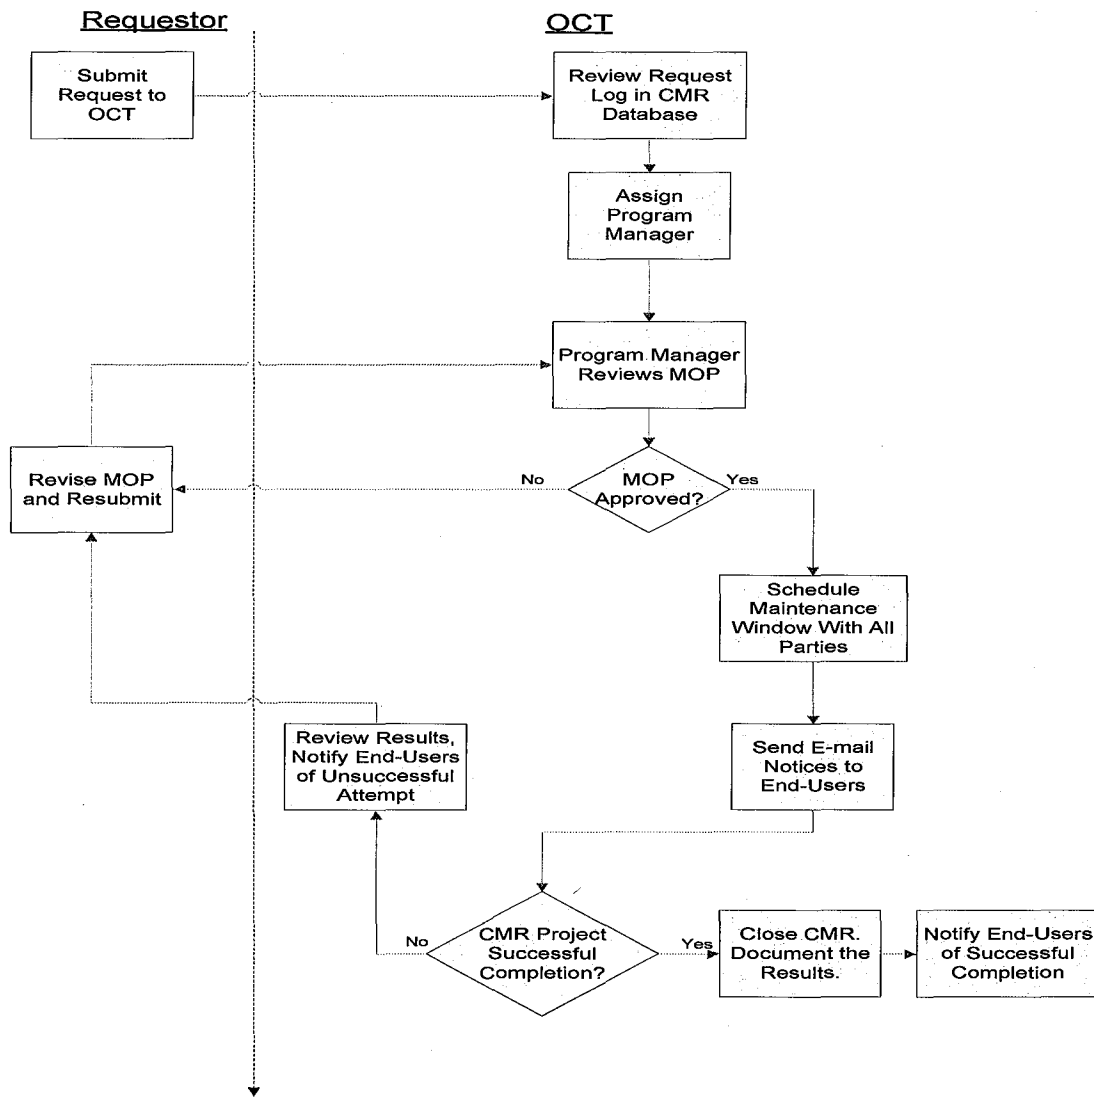 Requestor
OCT
Submit
Request to
OCT
Review Request
Log in CMR
Database
Assign
Program
Manager
Program Manager
Reviews MOP
Revise MOP
and Resubmit
No
MOP
Approved?
Yes
Schedule
Maintenance
Window With All
Parties
Review Results,
Notify End-Users
of Unsuccessful
Attempt
Send E-mail
Notices to
End-Users
No
CMR Project
Successful
Completion?
Yes
Close CMR.
Document the
Results.
Notify End-Users
of Successful
Completion